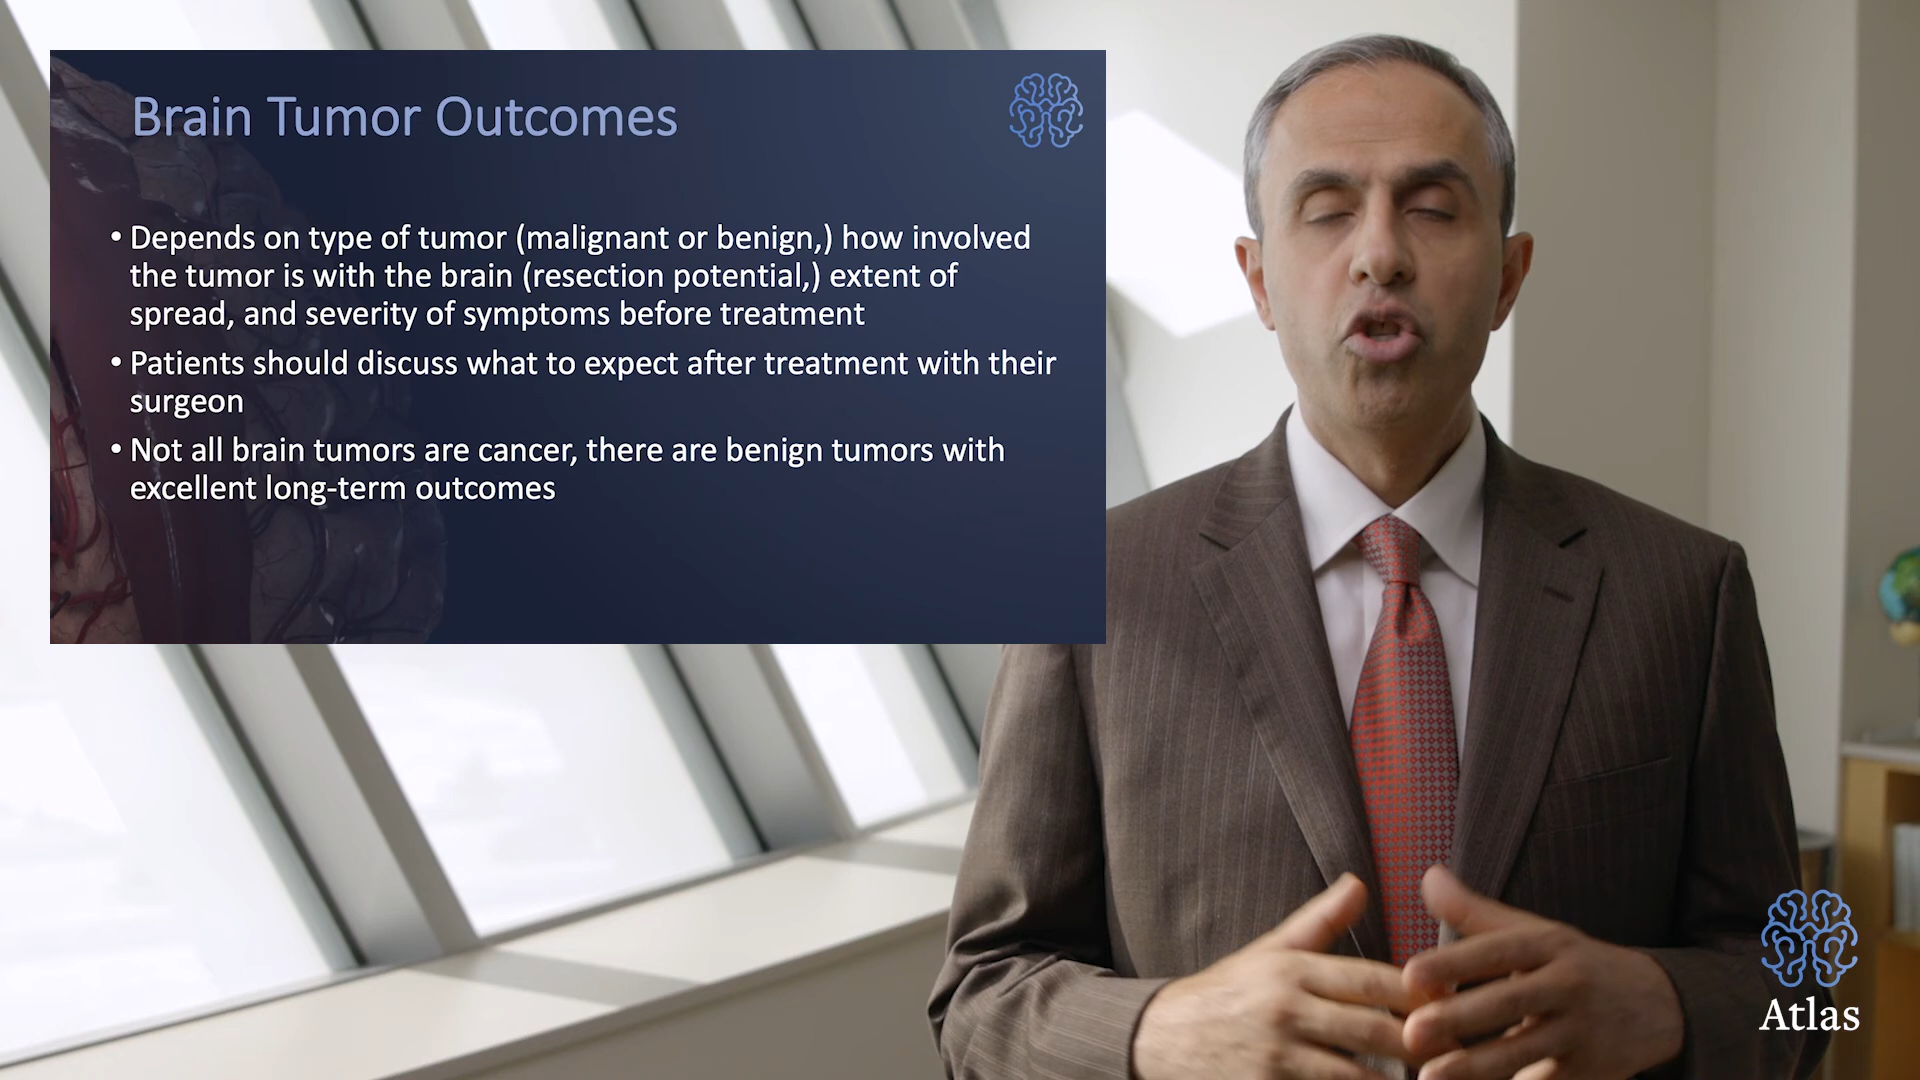 Brain Tumor Outcomes
• Depends on type of tumor (malignant or benign,) how involved
the tumor is with the brain (resection potential,) extent of
spread, and severity of symptoms before treatment
• Patients should discuss what to expect after treatment with their
surgeon
• Not all brain tumors are cancer, there are benign tumors with
excellent long-term outcomes
Atlas